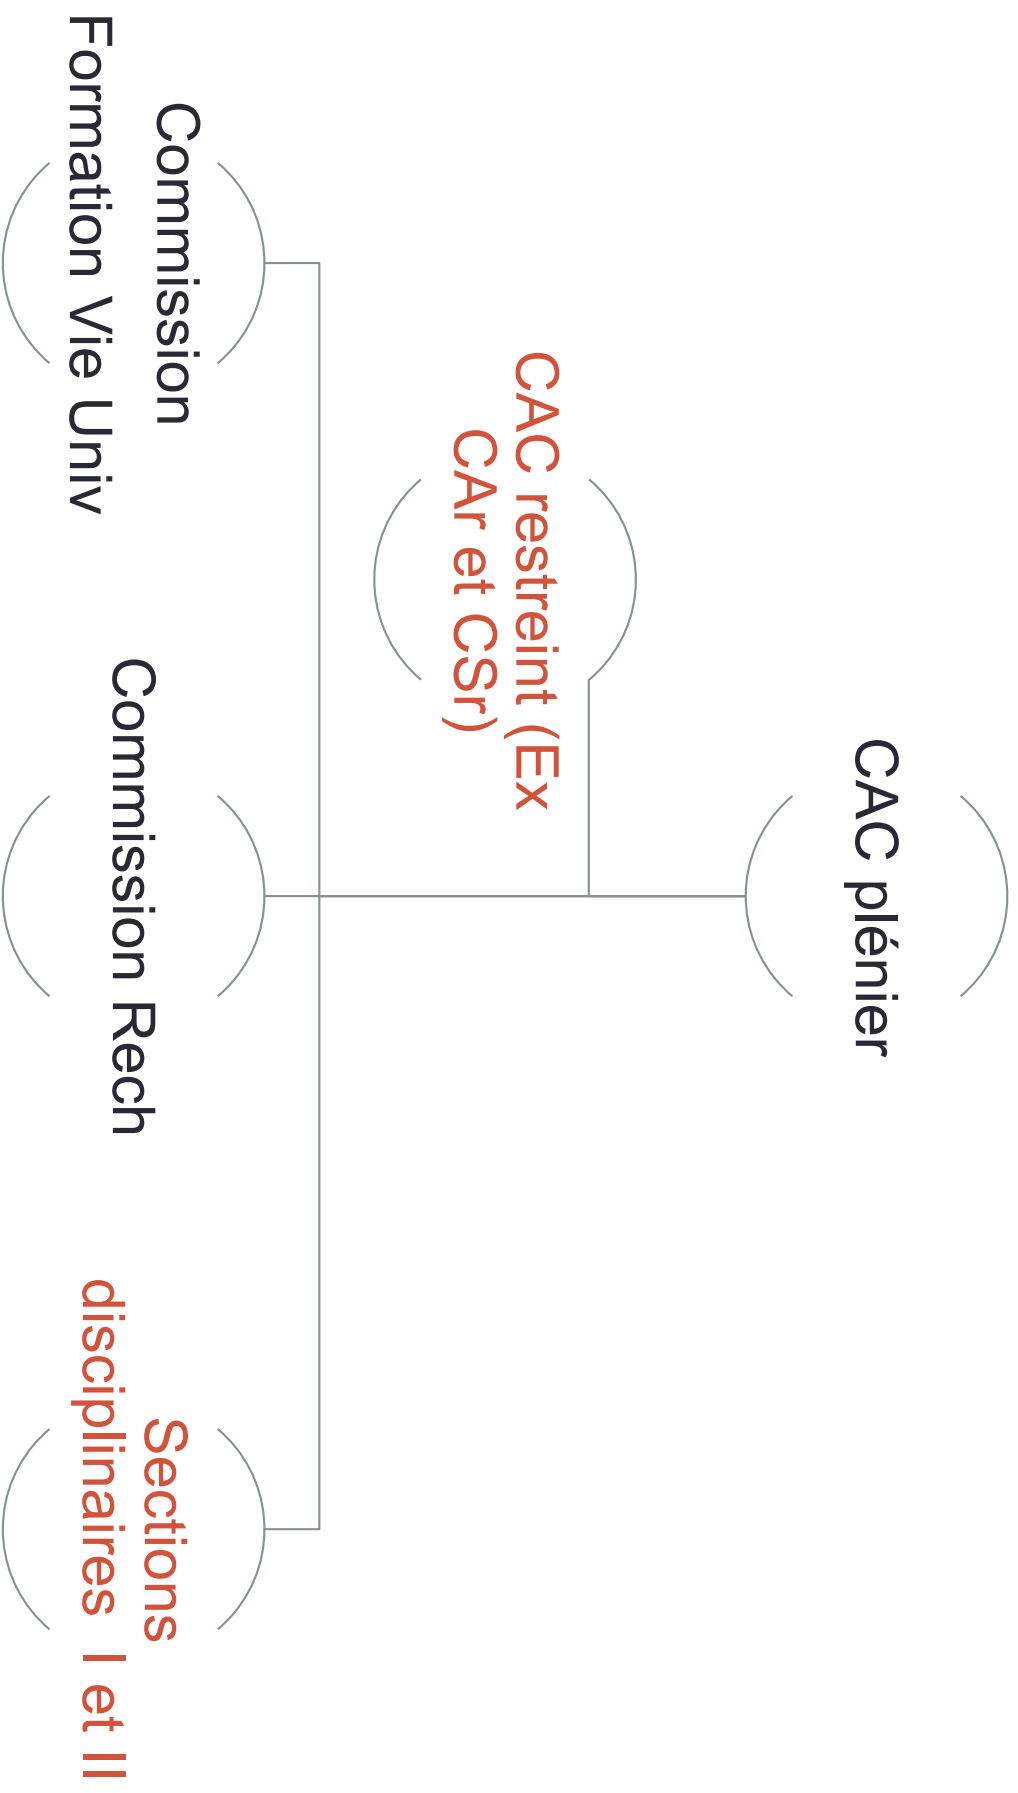 CAC plénier
CAC restreint (Ex
CAr et CSr)
Commission
Formation Vie Univ
Commission Rech
Sections
disciplinaires I et II